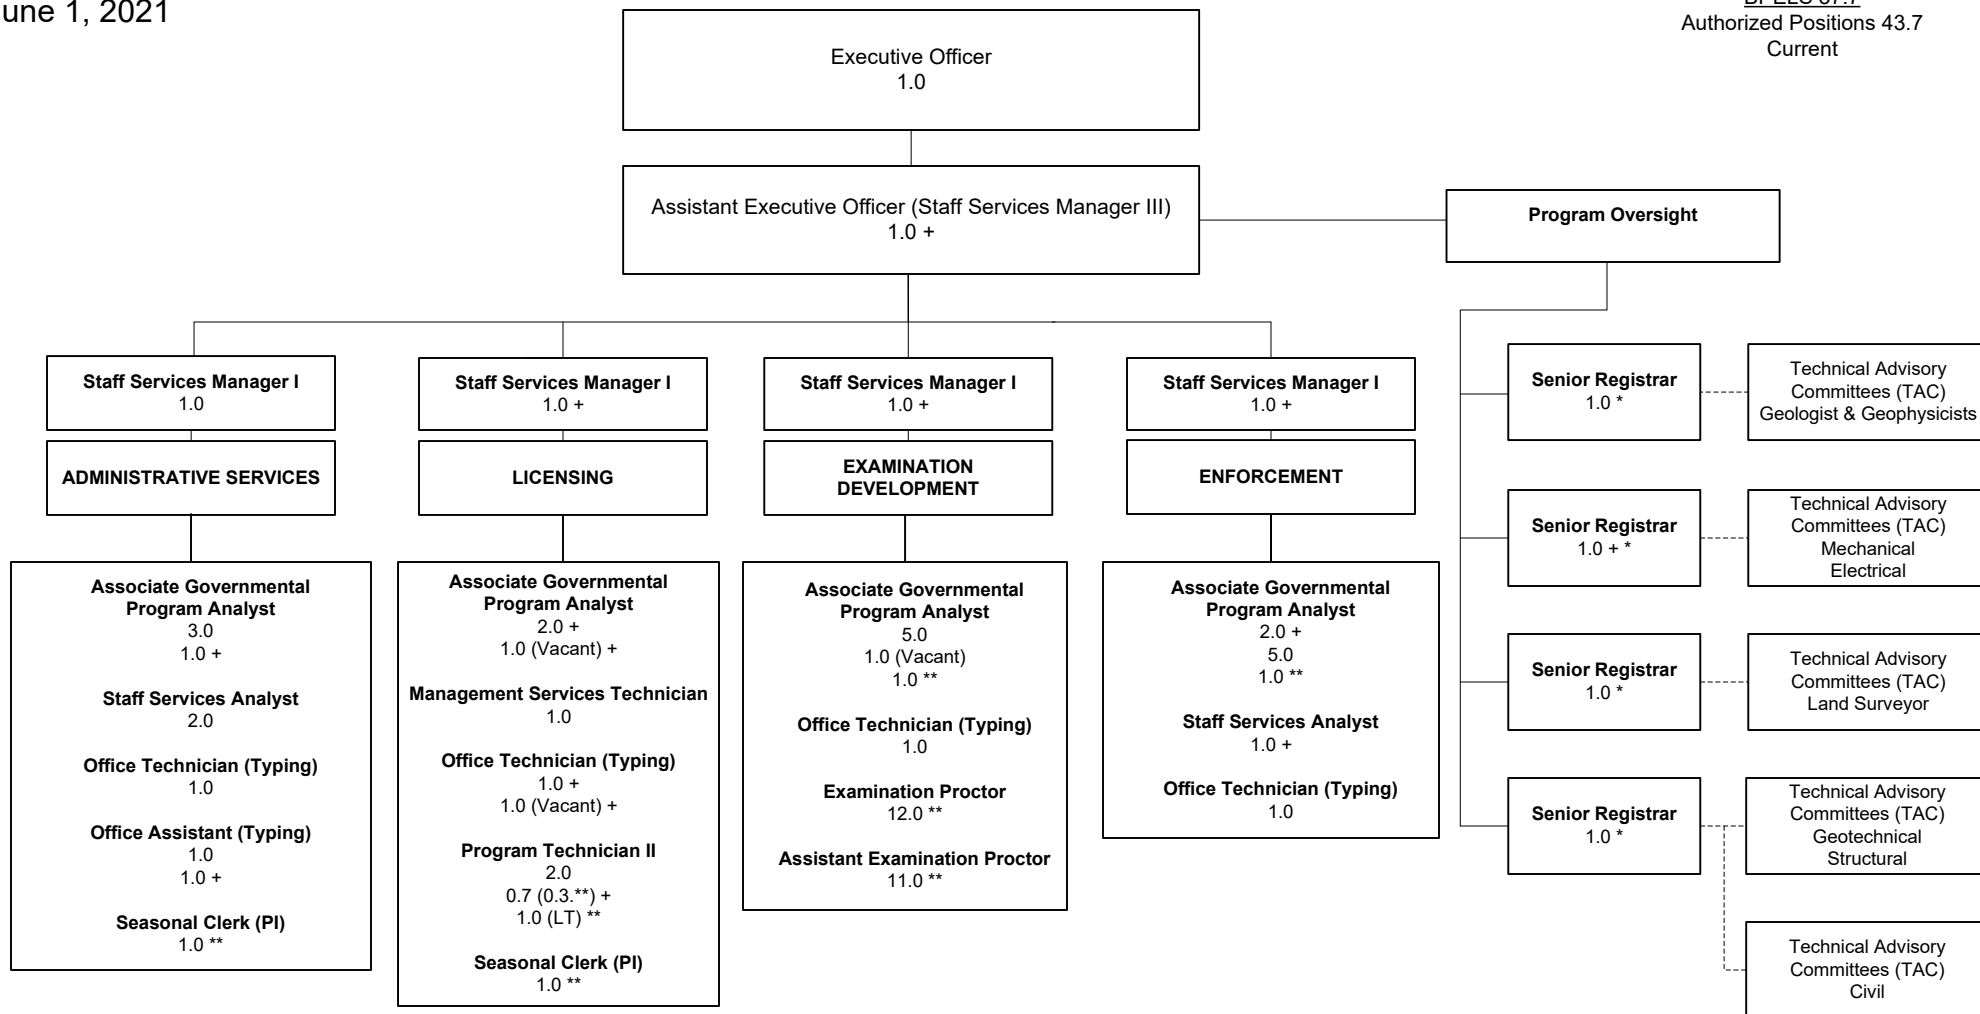 une 1, 2021
Authorized Positions 43.7
Current
Executive Officer
1.0
Assistant Executive Officer (Staff Services Manager III)
1.0 +
Program Oversight
Staff Services Manager I
1.0
ADMINISTRATIVE SERVICES
Associate Governmental
Program Analyst
3.0
1.0 +
Staff Services Analyst
2.0
Office Technician (Typing)
1.0
Office Assistant (Typing)
1.0
1.0 +
Seasonal Clerk (PI)
1.0 **
Staff Services Manager I
1.0 +
LICENSING
Associate Governmental
Program Analyst
2.0 +
1.0 (Vacant) +
Management Services Technician
1.0
Office Technician (Typing)
1.0 +
1.0 (Vacant) +
Program Technician II
2.0
0.7 (0.3.**) +
1.0 (LT) **
Seasonal Clerk (PI)
1.0 **
Staff Services Manager I
1.0 +
EXAMINATION
DEVELOPMENT
Associate Governmental
Program Analyst
5.0
1.0 (Vacant)
1.0 **
Office Technician (Typing)
1.0
Examination Proctor
12.0 **
Assistant Examination Proctor
11.0 **
Staff Services Manager I
1.0 +
ENFORCEMENT
Associate Governmental
Program Analyst
2.0 +
5.0
1.0 **
Staff Services Analyst
1.0 +
Office Technician (Typing)
1.0
Senior Registrar
1.0 *
Technical Advisory
Committees (TAC)
Geologist & Geophysicists
Senior Registrar
1.0 + *
Technical Advisory
Committees (TAC)
Mechanical
Electrical
Senior Registrar
1.0 *
Technical Advisory
Committees (TAC)
Land Surveyor
Senior Registrar
1.0 *
Technical Advisory
Committees (TAC)
Geotechnical
Structural
Technical Advisory
Committees (TAC)
Civil